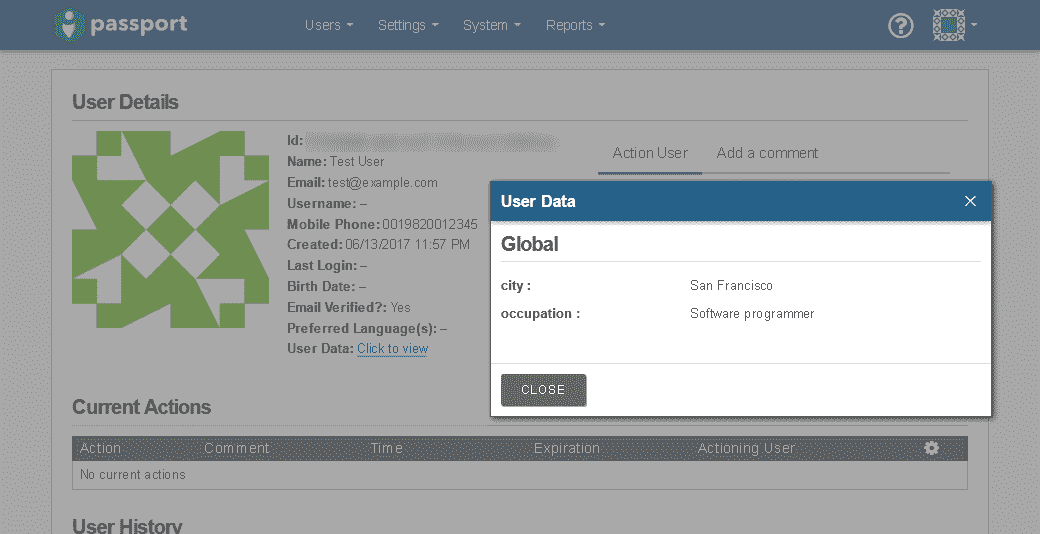 passport
Users Settings System Reports ?
User Details
Id:
Name: Test User
Email: test@example.com
Username: –
Mobile Phone: 0019820012345
Created: 06/13/2017 11:57 PM
Last Login: –
Birth Date: –
Email Verified?: Yes
Preferred Language(s): –
User Data: Click to view
Action User Add a comment
User Data ×
Global
city : San Francisco
occupation : Software programmer
CLOSE
Current Actions
Action Comment Time Expiration Actioning User
No current actions
User History